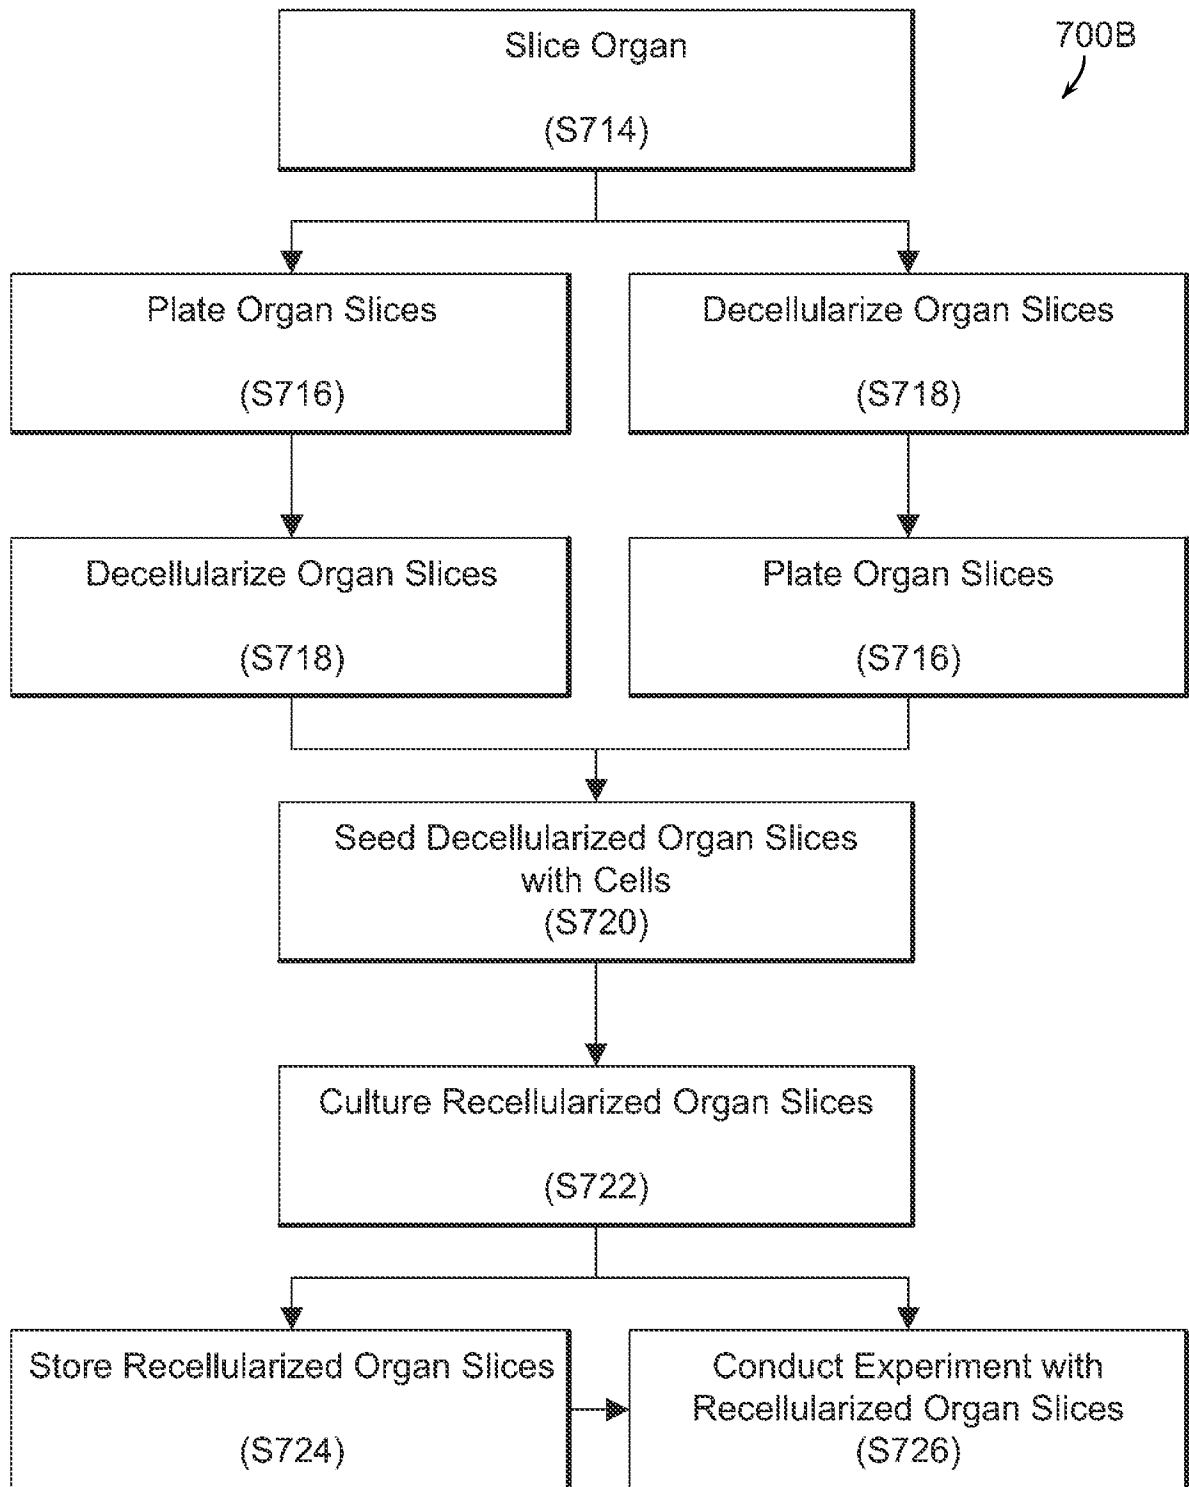 700B
Slice Organ
(S714)
Plate Organ Slices
(S716)
Decellularize Organ Slices
(S718)
Decellularize Organ Slices
(S718)
Plate Organ Slices
(S716)
Seed Decellularized Organ Slices
with Cells
(S720)
Culture Recellularized Organ Slices
(S722)
Store Recellularized Organ Slices
(S724)
Conduct Experiment with
Recellularized Organ Slices
(S726)